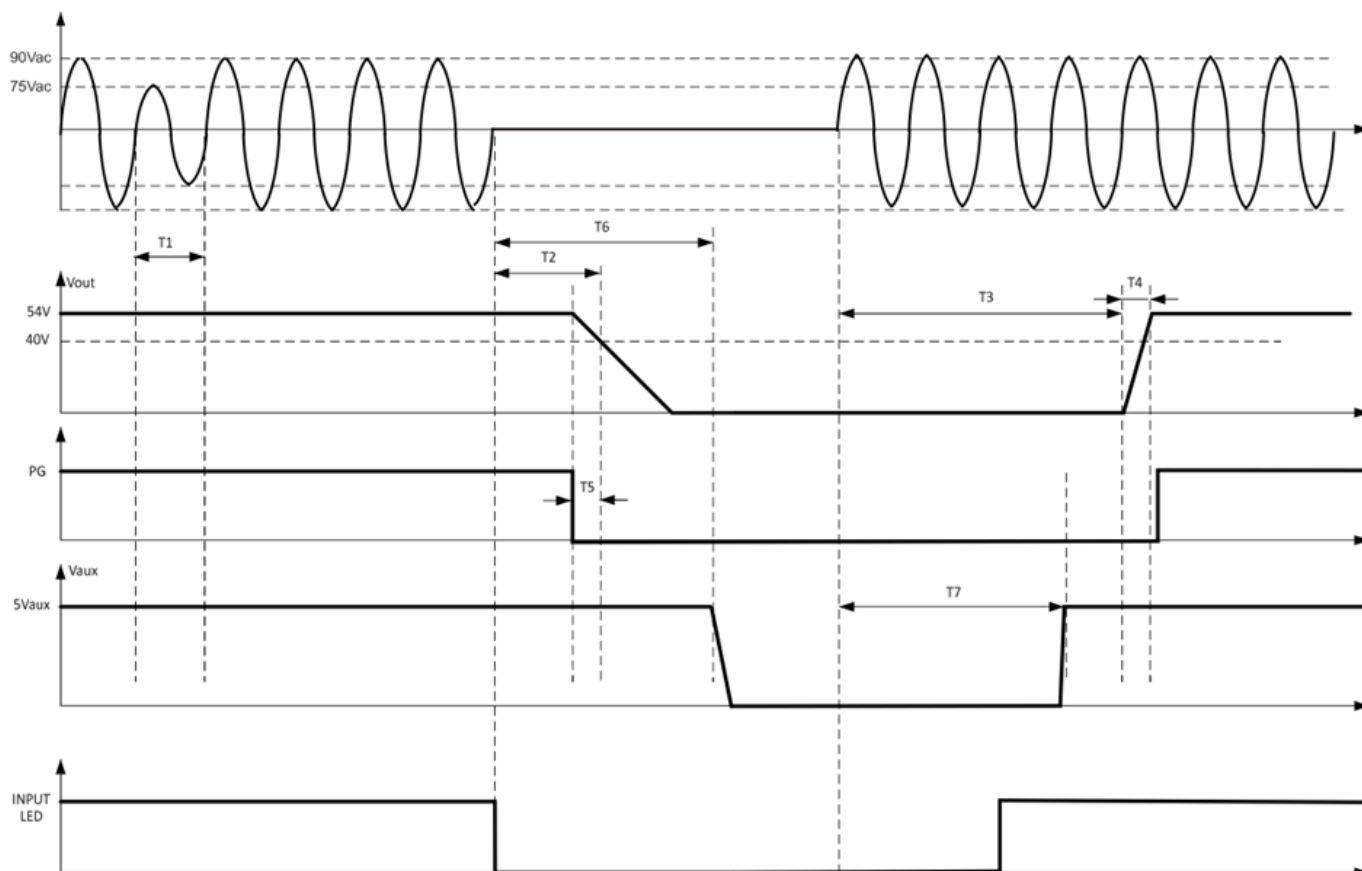 90Vac
75Vac
T1
T6
T2
Vout
54V
40V
T3
T4
PG
T5
Vaux
5Vaux
T7
INPUT
LED